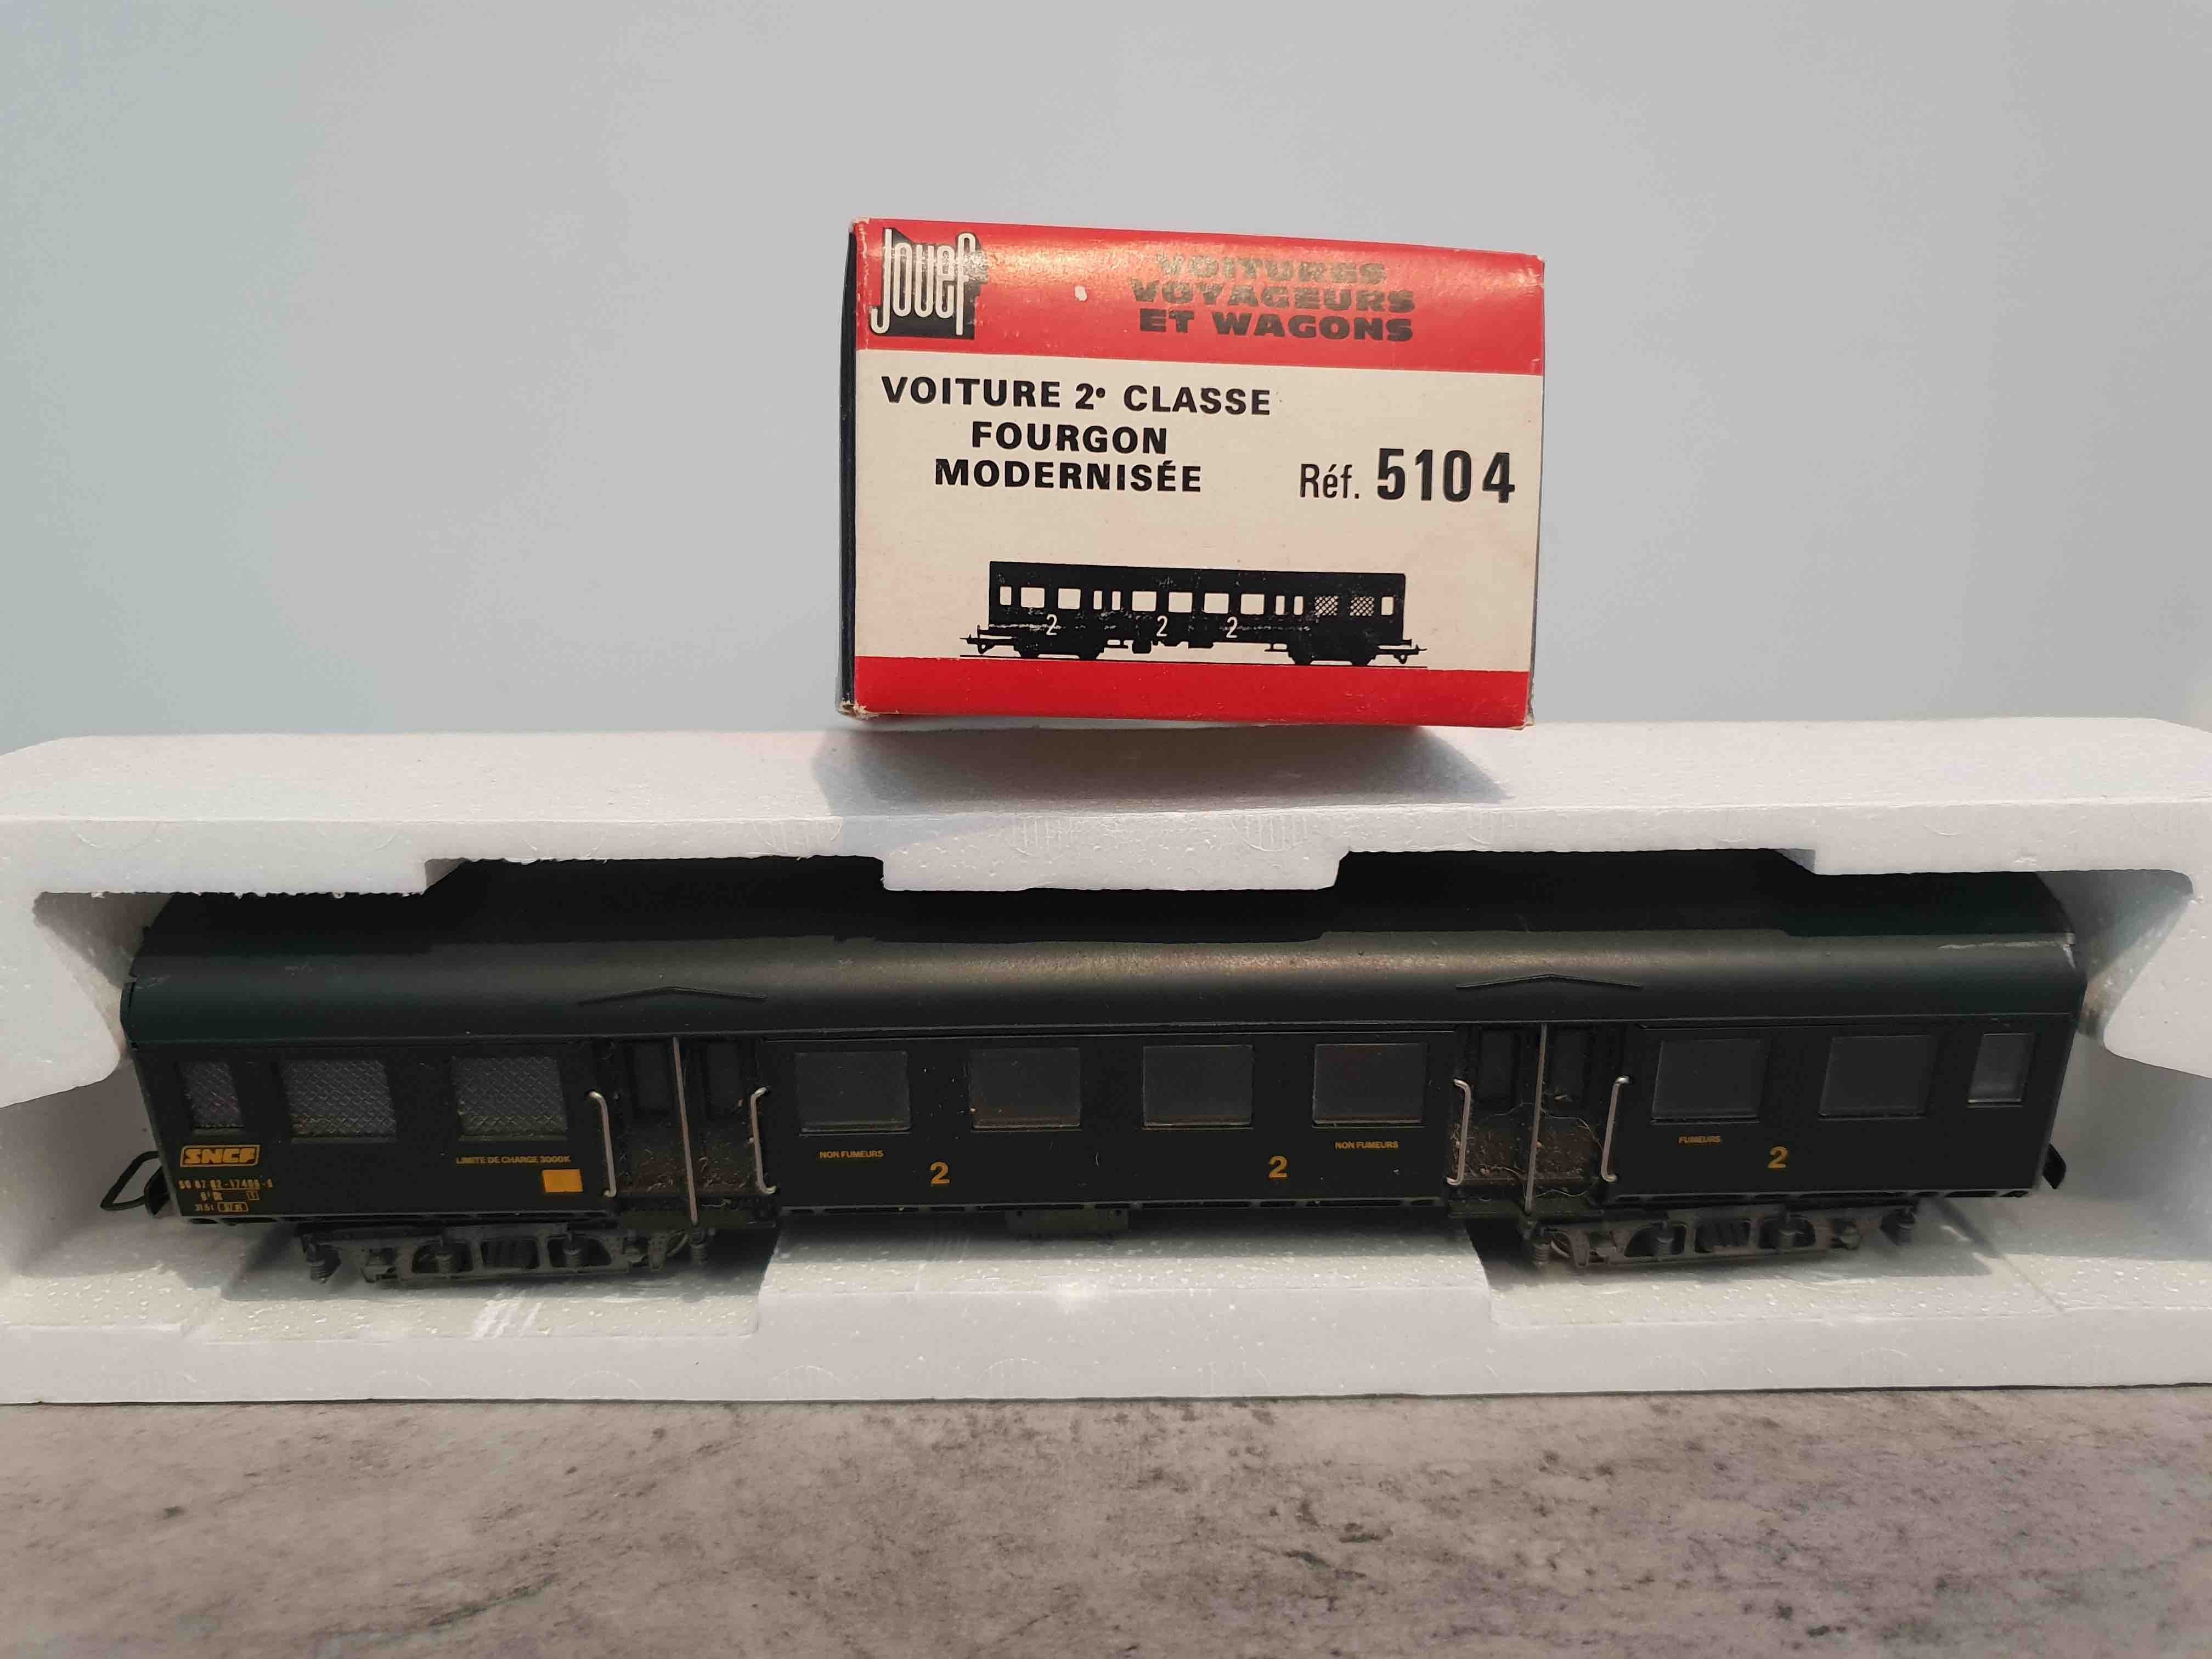 Jouef
VOITURES
VOYAGEURS
ET WAGONS
VOITURE 2e CLASSE
FOURGON
MODERNISÉE
Réf. 5104
2 2 2
SNCF
LIMITE DE CHARGE 3000K
NON FUMEURS
2
2
NON FUMEURS
FUMEURS
2